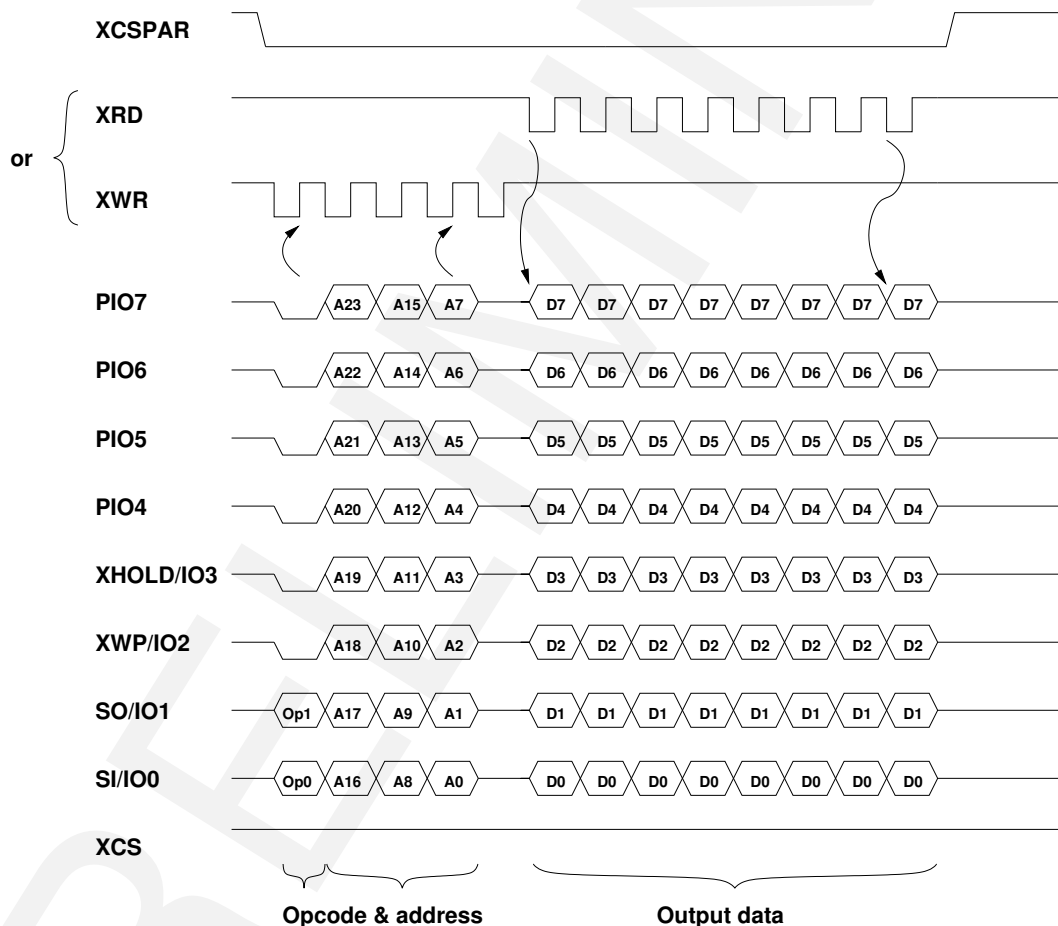 XCSPAR
XRD
or
XWR
PIO7 A23 A15 A7 D7 D7 D7 D7 D7 D7 D7 D7
PIO6 A22 A14 A6 D6 D6 D6 D6 D6 D6 D6 D6
PIO5 A21 A13 A5 D5 D5 D5 D5 D5 D5 D5 D5
PIO4 A20 A12 A4 D4 D4 D4 D4 D4 D4 D4 D4
XHOLD/IO3 A19 A11 A3 D3 D3 D3 D3 D3 D3 D3 D3
XWP/IO2 A18 A10 A2 D2 D2 D2 D2 D2 D2 D2 D2
SO/IO1 Op1 A17 A9 A1 D1 D1 D1 D1 D1 D1 D1 D1
SI/IO0 Op0 A16 A8 A0 D0 D0 D0 D0 D0 D0 D0 D0
XCS
Opcode & address Output data